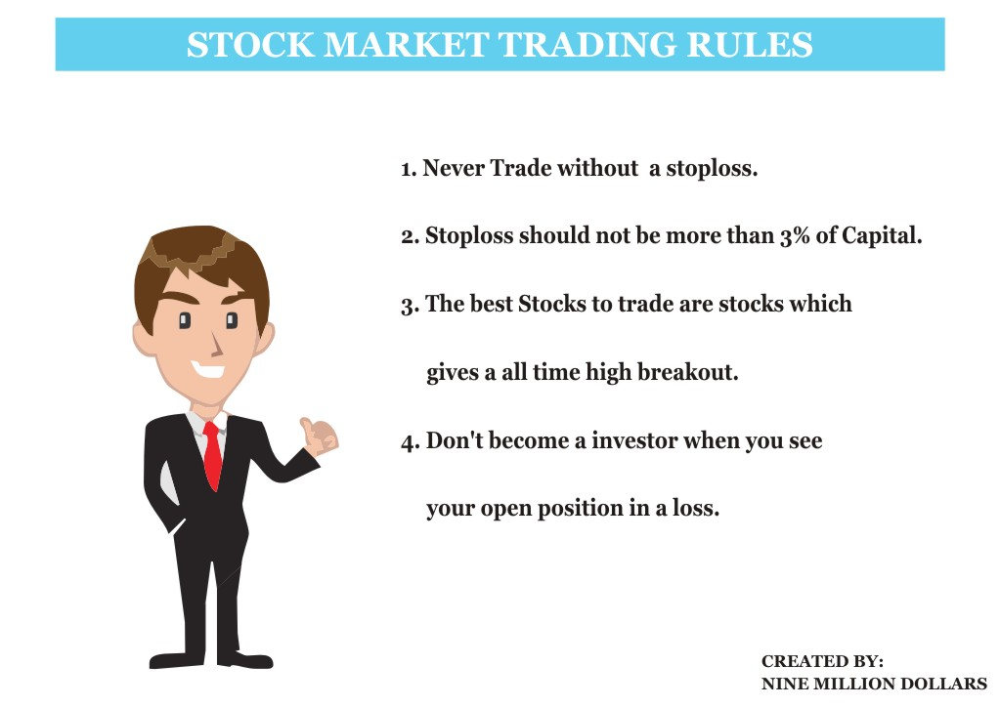 STOCK MARKET TRADING RULES
1. Never Trade without  a stoploss.
2. Stoploss should not be more than 3% of Capital.
3. The best Stocks to trade are stocks which
gives a all time high breakout.
4. Don't become a investor when you see
your open position in a loss.
CREATED BY:
NINE MILLION DOLLARS